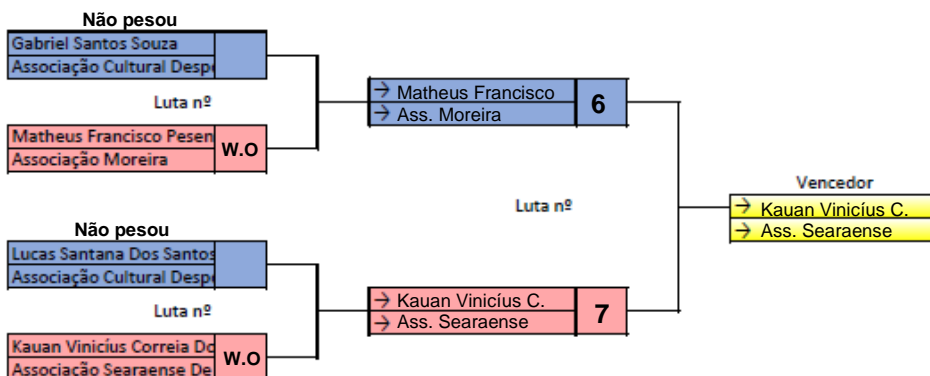 Não pesou
Gabriel Santos Souza
Associação Cultural Desp
Luta nº
Matheus Francisco Pesen
Associação Moreira
W.O
→ Matheus Francisco
→ Ass. Moreira
6
Luta nº
Vencedor
→ Kauan Vinicíus C.
→ Ass. Searaense
Não pesou
Lucas Santana Dos Santos
Associação Cultural Desp
Luta nº
Kauan Vinicíus Correia Do
Associação Searaense De
W.O
→ Kauan Vinicíus C.
→ Ass. Searaense
7